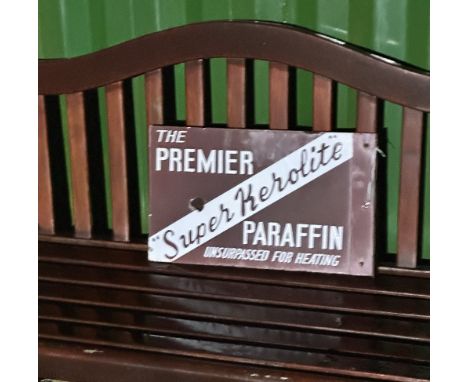 THE
PREMIER
"Super Kerolite"
PARAFFIN
UNSURPASSED FOR HEATING